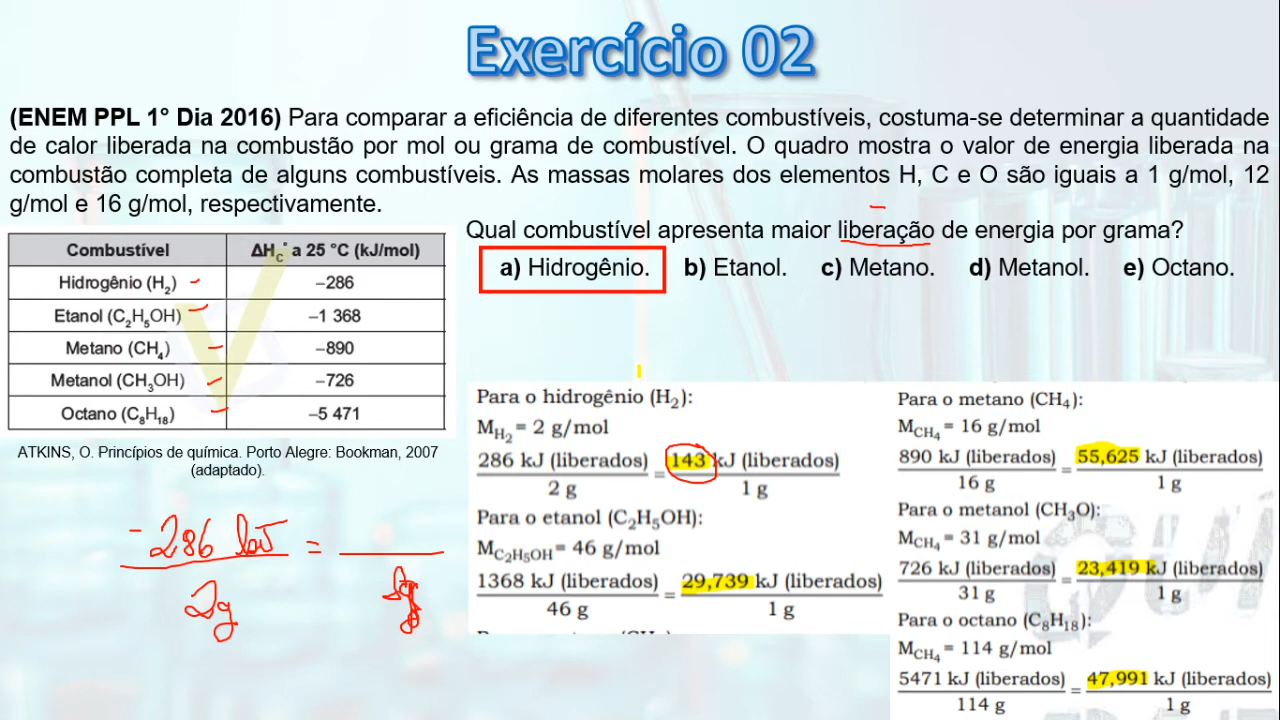 Exercício 02
(ENEM PPL 1° Dia 2016) Para comparar a eficiência de diferentes combustíveis, costuma-se determinar a quantidade
de calor liberada na combustão por mol ou grama de combustível. O quadro mostra o valor de energia liberada na
combustão completa de alguns combustíveis. As massas molares dos elementos H, C e O são iguais a 1 g/mol, 12
g/mol e 16 g/mol, respectivamente.
Qual combustível apresenta maior liberação de energia por grama?
a) Hidrogênio. b) Etanol. c) Metano. d) Metanol. e) Octano.
Combustível ΔH°C a 25 °C (kJ/mol)
Hidrogênio (H2) –286
Etanol (C2H5OH) –1 368
Metano (CH4) –890
Metanol (CH3OH) –726
Octano (C8H18) –5 471
ATKINS, O. Princípios de química. Porto Alegre: Bookman, 2007
(adaptado).
-286 kJ =
2g
Para o hidrogênio (H2):
MH2 = 2 g/mol
286 kJ (liberados) = 143 kJ (liberados)
2 g 1 g
Para o etanol (C2H5OH):
MC2H5OH = 46 g/mol
1368 kJ (liberados) = 29,739 kJ (liberados)
46 g 1 g
Para o metano (CH4):
MCH4 = 16 g/mol
890 kJ (liberados) = 55,625 kJ (liberados)
16 g 1 g
Para o metanol (CH3O):
MCH4 = 31 g/mol
726 kJ (liberados) = 23,419 kJ (liberados)
31 g 1 g
Para o octano (C8H18):
MCH4 = 114 g/mol
5471 kJ (liberados) = 47,991 kJ (liberados)
114 g 1 g